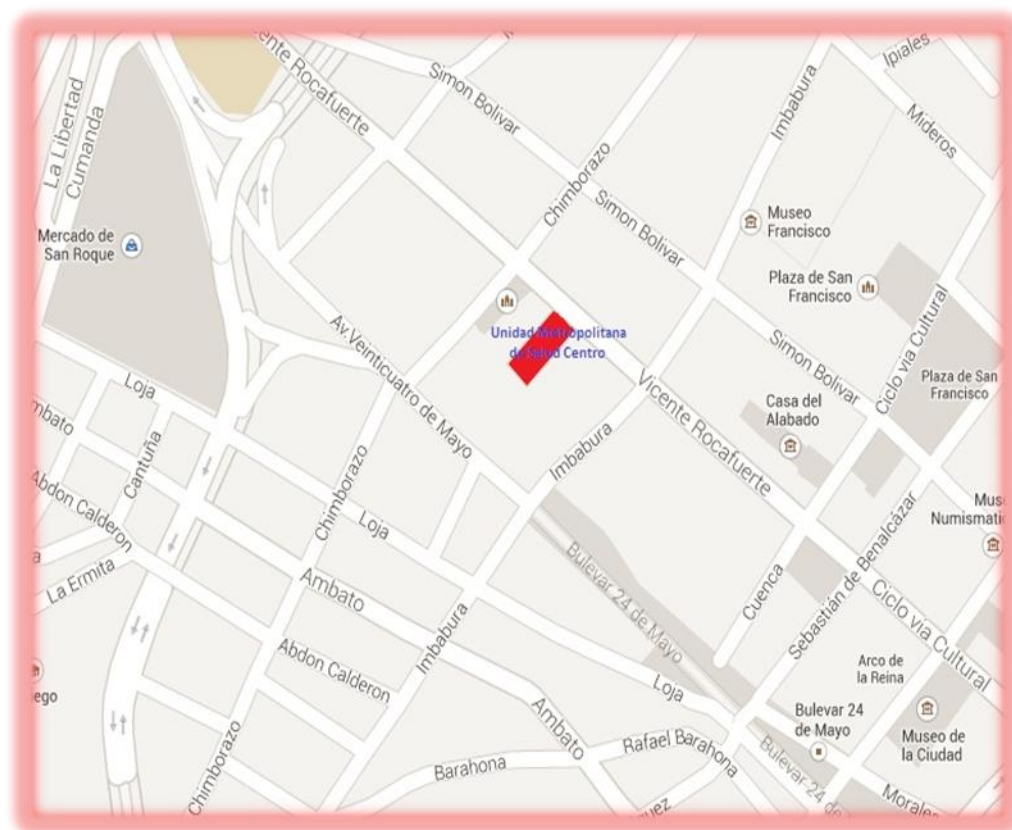 Vicente Rocafuerte
Simon Bolivar
Ipiales
Imbabura
Mideros
La Libertad
Cumanda
Chimborazo
Simon Bolivar
Museo
Francisco
Mercado de
San Roque
Plaza de San
Francisco
Unidad Metropolitana
de Salud Centro
Av. Veinticuatro de Mayo
Simon Bolivar
Ciclo via Cultural
Plaza de San
Francisco
Loja
Casa del
Alabado
Vicente Rocafuerte
Imbabura
mbato
Cantuña
Chimborazo
Abdon Calderon
Loja
Muse
Numismatic
Sebastián de Benalcázar
Bulevar 24 de Mayo
Cuenca
a
La Ermita
Ambato
Ciclo via Cultural
Imbabura
Abdon Calderon
Arco de
la Reina
Loja
iego
Bulevar 24
de Mayo
Museo de
la Ciudad
Ambato
Chimborazo
Barahona
Rafael Barahona
Bulevar 24 de
Morales
guez